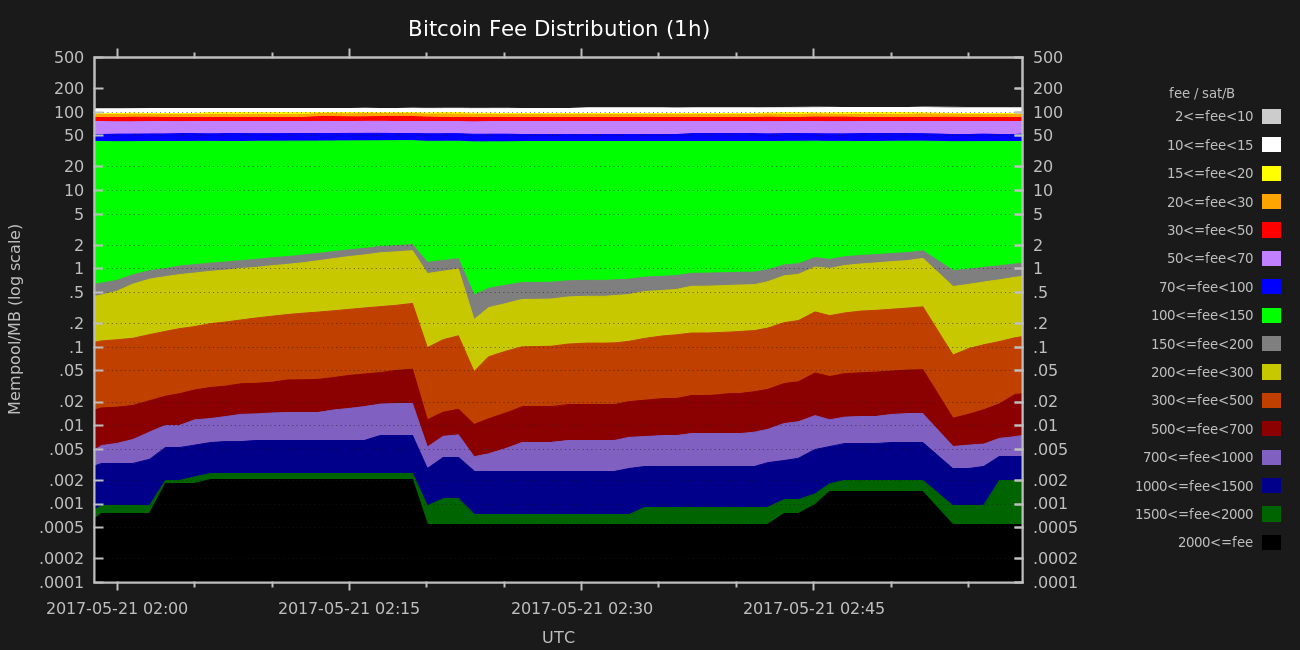 Bitcoin Fee Distribution (1h)
Mempool/MB (log scale)
500
200
100
50
20
10
5
2
1
.5
.2
.1
.05
.02
.01
.005
.002
.001
.0005
.0002
.0001
500
200
100
50
20
10
5
2
1
.5
.2
.1
.05
.02
.01
.005
.002
.001
.0005
.0002
.0001
2017-05-21 02:00
2017-05-21 02:15
2017-05-21 02:30
2017-05-21 02:45
UTC
fee / sat/B
2<=fee<10
10<=fee<15
15<=fee<20
20<=fee<30
30<=fee<50
50<=fee<70
70<=fee<100
100<=fee<150
150<=fee<200
200<=fee<300
300<=fee<500
500<=fee<700
700<=fee<1000
1000<=fee<1500
1500<=fee<2000
2000<=fee